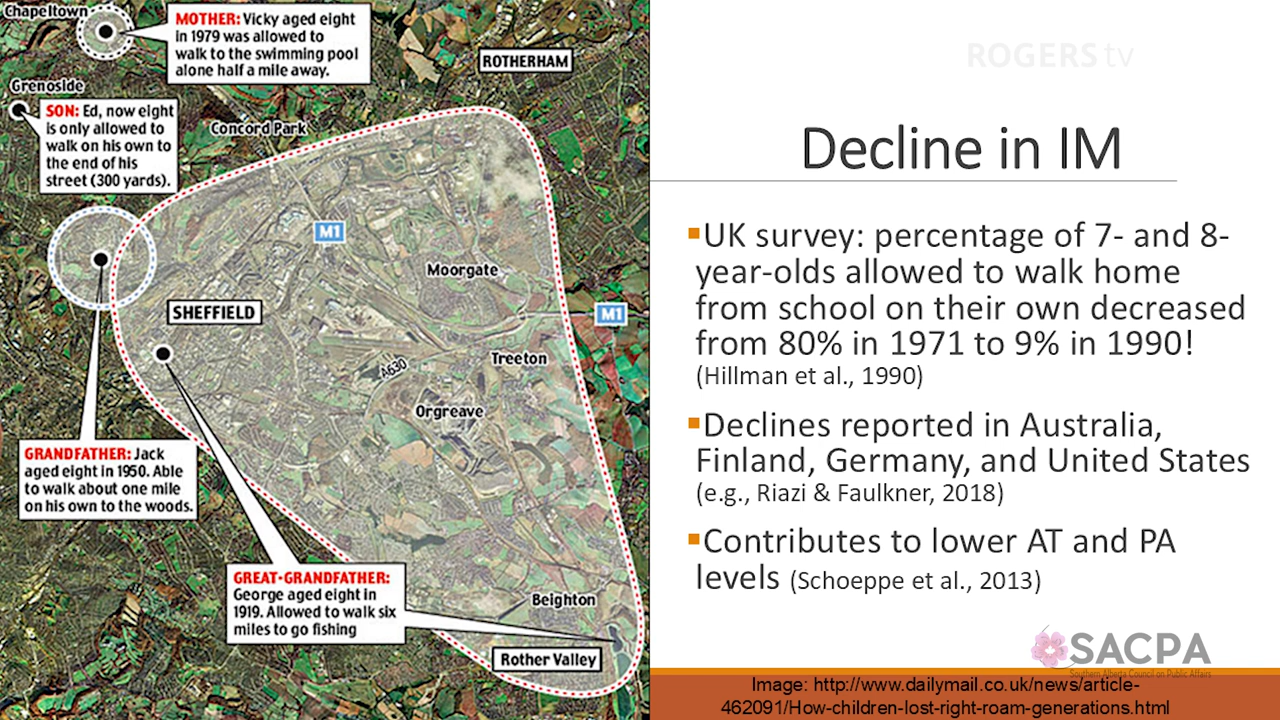 Chapeltown
MOTHER: Vicky aged eight
in 1979 was allowed to
walk to the swimming pool
alone half a mile away.
ROTHERHAM
Grenoside
SON: Ed, now eight
is only allowed to
walk on his own to
the end of his
street (300 yards).
Concord Park
M1
Moorgate
SHEFFIELD
M1
Treeton
A630
Orgreave
GRANDFATHER: Jack
aged eight in 1950. Able
to walk about one mile
on his own to the woods.
GREAT-GRANDFATHER:
George aged eight in
1919. Allowed to walk six
miles to go fishing
Beighton
Rother Valley
ROGERS tv
Decline in IM
UK survey: percentage of 7- and 8-
year-olds allowed to walk home
from school on their own decreased
from 80% in 1971 to 9% in 1990!
(Hillman et al., 1990)
Declines reported in Australia,
Finland, Germany, and United States
(e.g., Riazi & Faulkner, 2018)
Contributes to lower AT and PA
levels (Schoeppe et al., 2013)
SACPA
Southern Alberta Council on Public Affairs
Image: http://www.dailymail.co.uk/news/article-
462091/How-children-lost-right-roam-generations.html